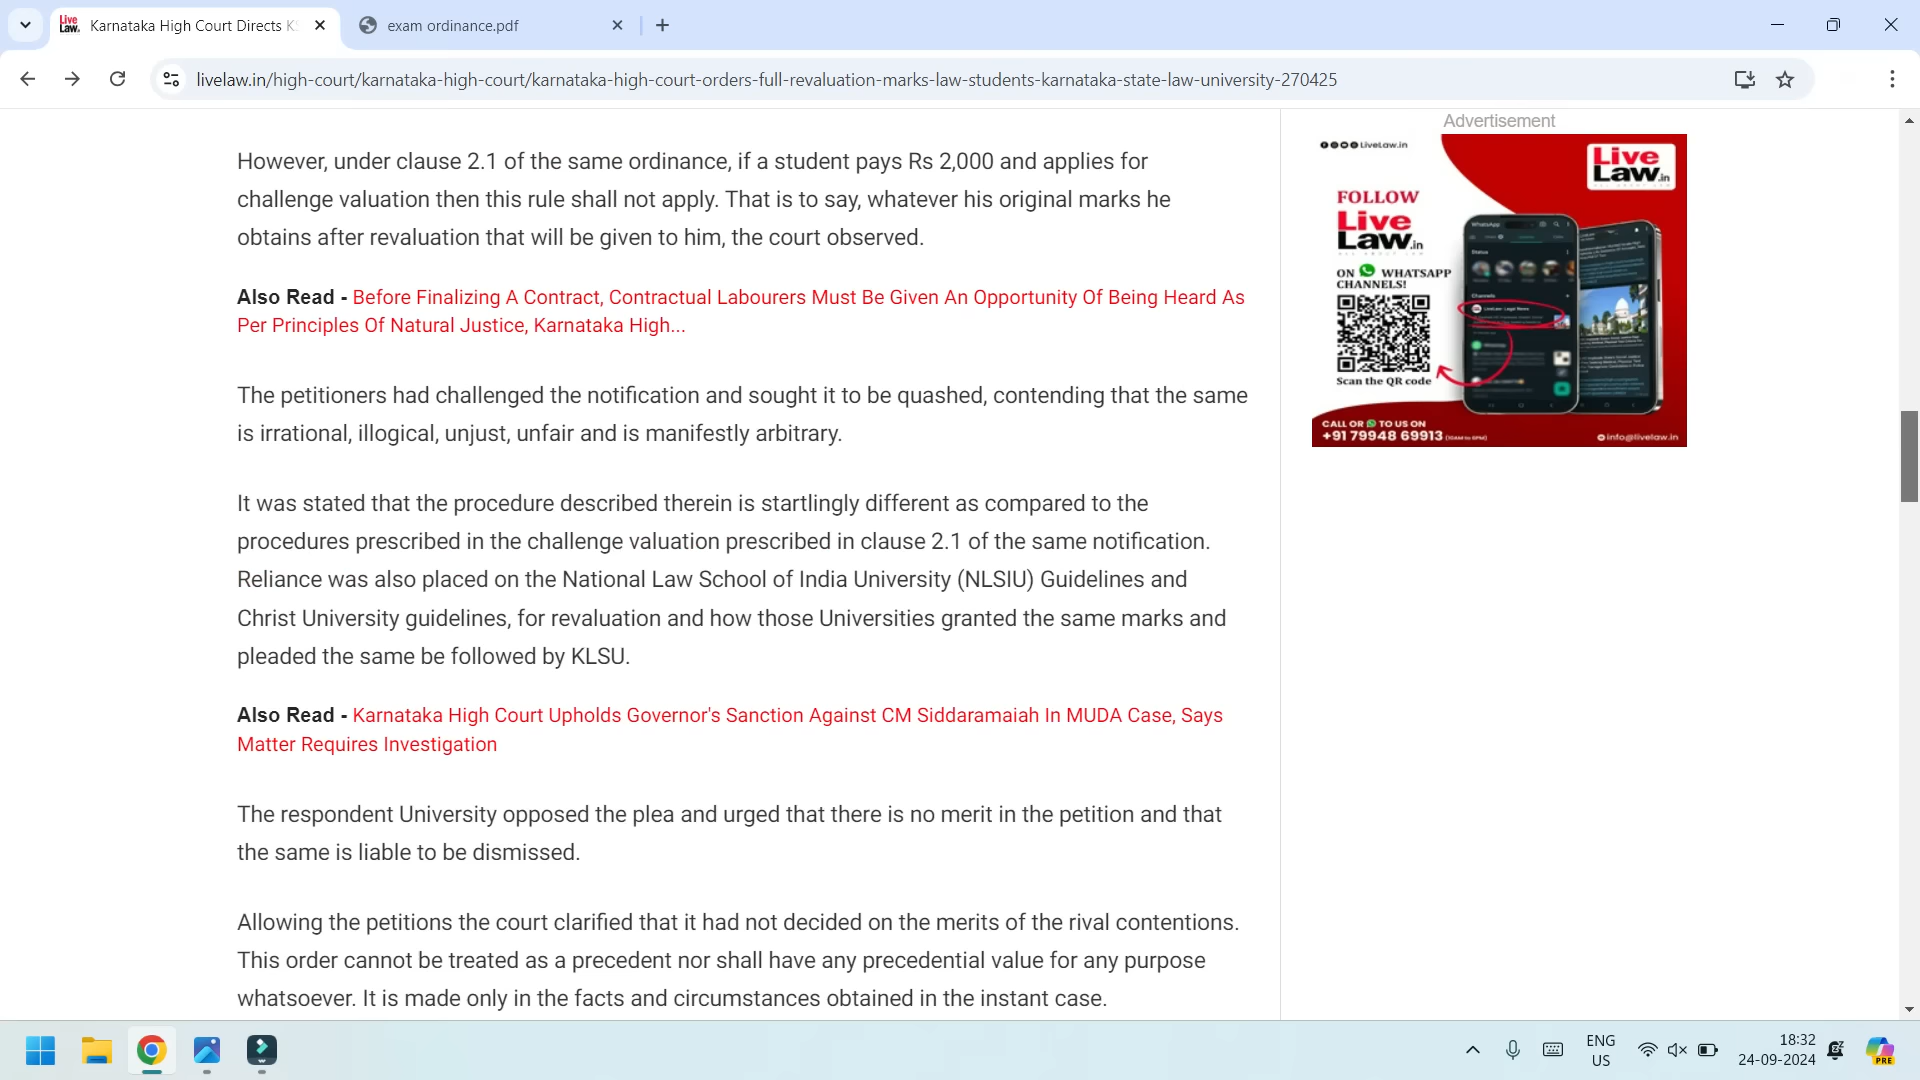 Karnataka High Court Directs KS
exam ordinance.pdf
livelaw.in/high-court/karnataka-high-court/karnataka-high-court-orders-full-revaluation-marks-law-students-karnataka-state-law-university-270425
However, under clause 2.1 of the same ordinance, if a student pays Rs 2,000 and applies for
challenge valuation then this rule shall not apply. That is to say, whatever his original marks he
obtains after revaluation that will be given to him, the court observed.
Also Read - Before Finalizing A Contract, Contractual Labourers Must Be Given An Opportunity Of Being Heard As
Per Principles Of Natural Justice, Karnataka High...
The petitioners had challenged the notification and sought it to be quashed, contending that the same
is irrational, illogical, unjust, unfair and is manifestly arbitrary.
It was stated that the procedure described therein is startlingly different as compared to the
procedures prescribed in the challenge valuation prescribed in clause 2.1 of the same notification.
Reliance was also placed on the National Law School of India University (NLSIU) Guidelines and
Christ University guidelines, for revaluation and how those Universities granted the same marks and
pleaded the same be followed by KLSU.
Also Read - Karnataka High Court Upholds Governor's Sanction Against CM Siddaramaiah In MUDA Case, Says
Matter Requires Investigation
The respondent University opposed the plea and urged that there is no merit in the petition and that
the same is liable to be dismissed.
Allowing the petitions the court clarified that it had not decided on the merits of the rival contentions.
This order cannot be treated as a precedent nor shall have any precedential value for any purpose
whatsoever. It is made only in the facts and circumstances obtained in the instant case.
Advertisement
LiveLaw.in
Live
Law.in
FOLLOW
Live
Law.in
ON WHATSAPP
CHANNELS!
Scan the QR code
CALL OR TO US ON
+91 79948 69913
info@livelaw.in
ENG
US
18:32
24-09-2024
PRE